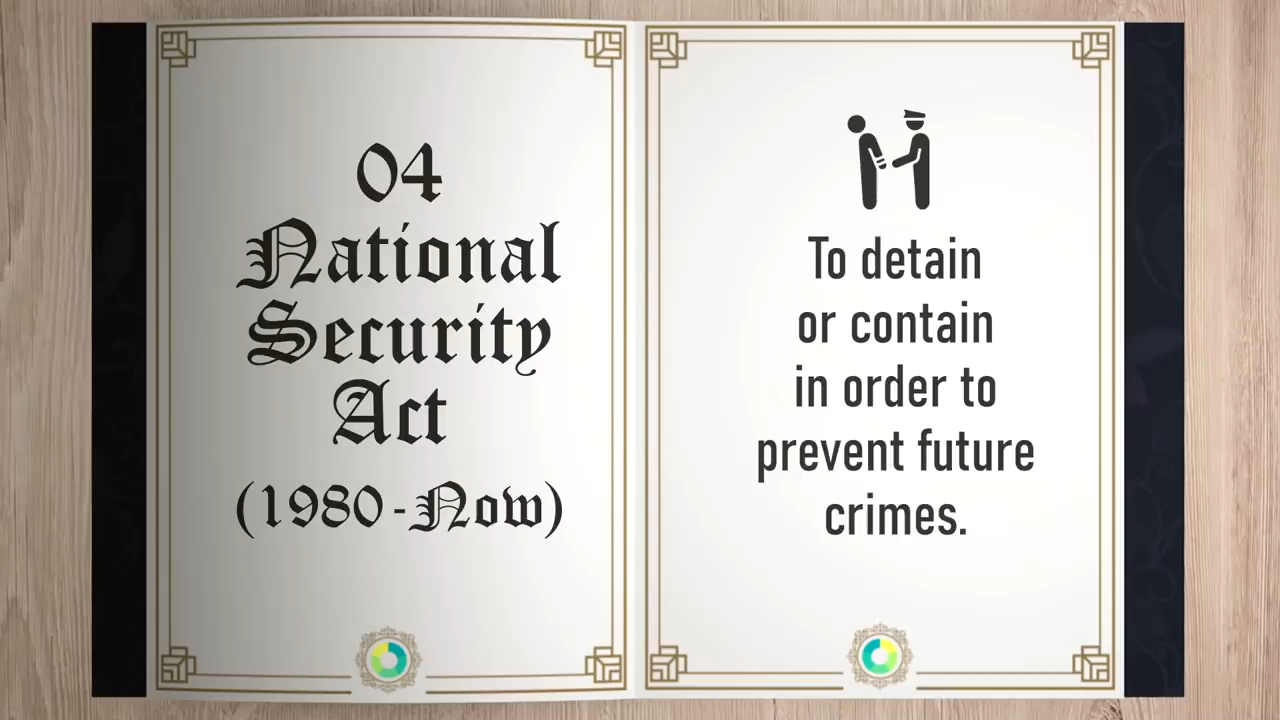 04
National
Security
Act
(1980-Now)
To detain
or contain
in order to
prevent future
crimes.